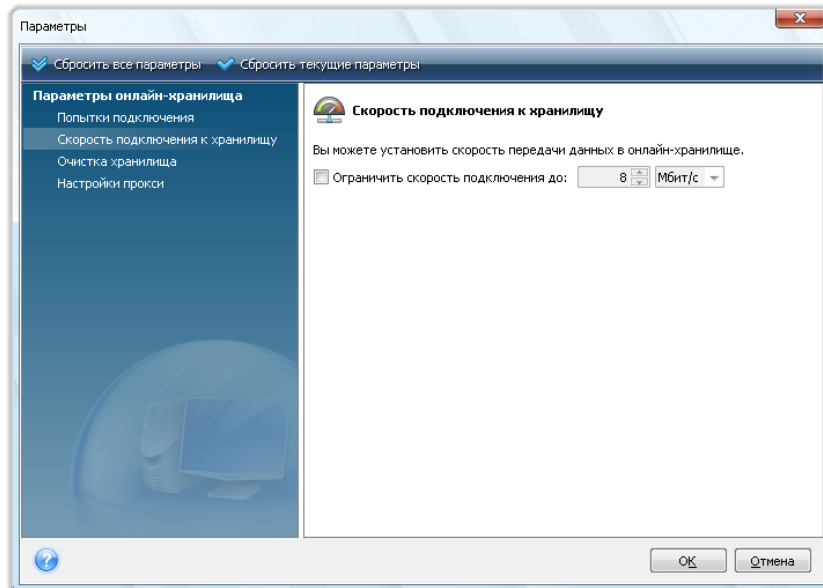 Параметры
Сбросить все параметры Сбросить текущие параметры
Параметры онлайн-хранилища
Попытки подключения
Скорость подключения к хранилищу
Очистка хранилища
Настройки прокси
Скорость подключения к хранилищу
Вы можете установить скорость передачи данных в онлайн-хранилище.
Ограничить скорость подключения до: 8 Мбит/с
OK Отмена